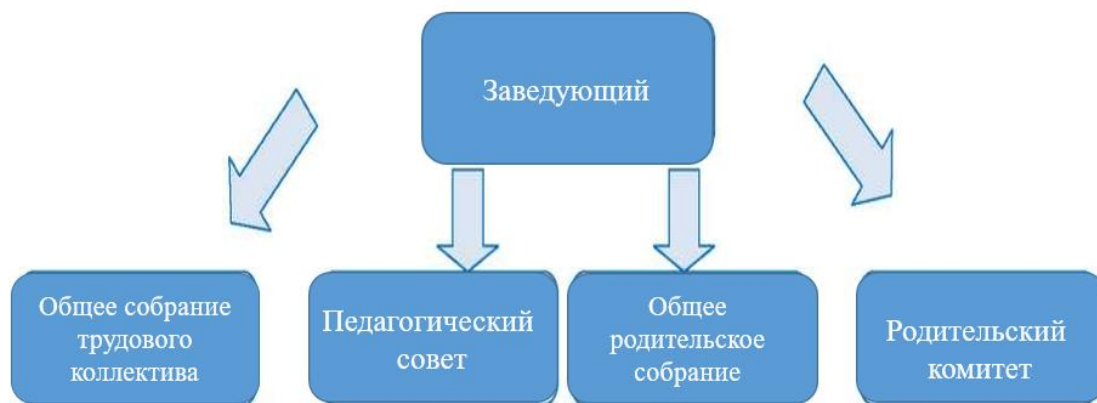 Заведующий
Общее собрание
трудового
коллектива
Педагогический
совет
Общее
родительское
собрание
Родительский
комитет